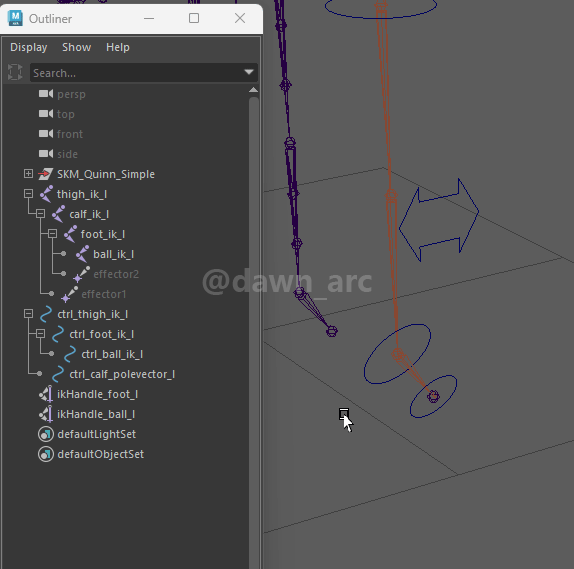 Outliner
Display Show Help
Search...
persp
top
front
side
SKM_Quinn_Simple
thigh_ik_l
calf_ik_l
foot_ik_l
ball_ik_l
effector2
effector1
ctrl_thigh_ik_l
ctrl_foot_ik_l
ctrl_ball_ik_l
ctrl_calf_polevector_l
ikHandle_foot_l
ikHandle_ball_l
defaultLightSet
defaultObjectSet
@dawn_arc